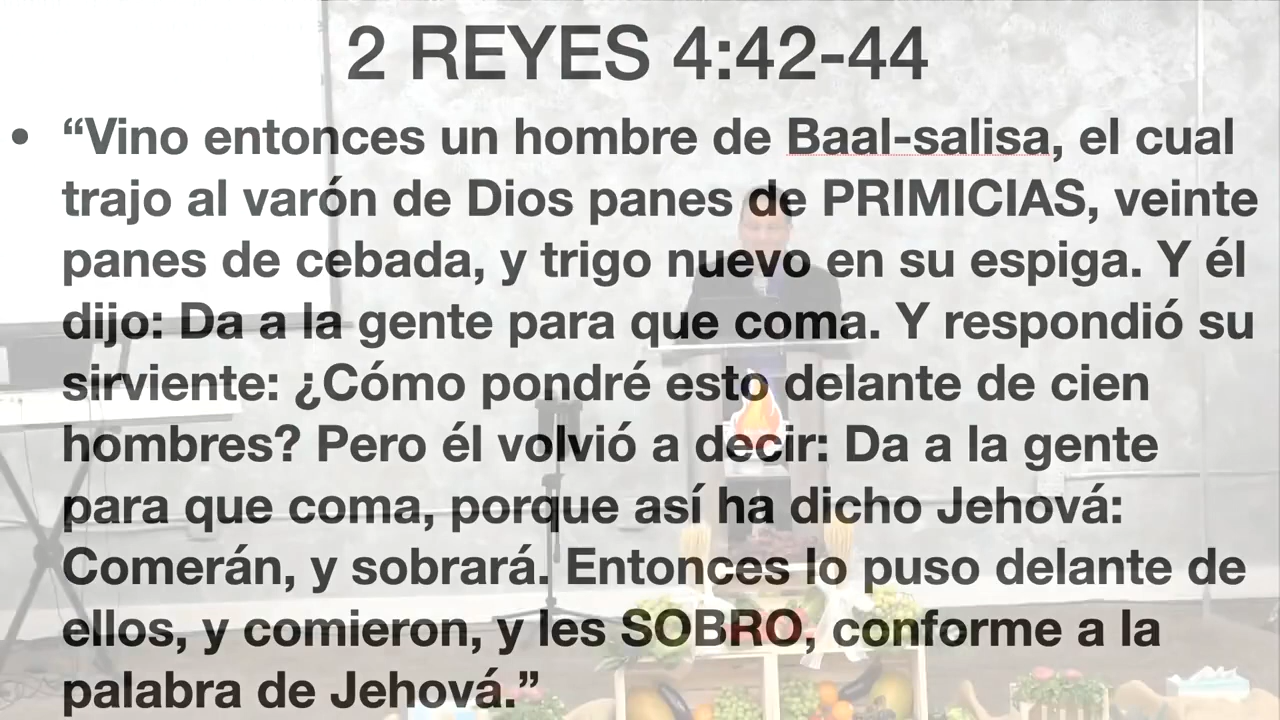 2 REYES 4:42-44
• “Vino entonces un hombre de Baal-salisa, el cual
trajo al varón de Dios panes de PRIMICIAS, veinte
panes de cebada, y trigo nuevo en su espiga. Y él
dijo: Da a la gente para que coma. Y respondió su
sirviente: ¿Cómo pondré esto delante de cien
hombres? Pero él volvió a decir: Da a la gente
para que coma, porque así ha dicho Jehová:
Comerán, y sobrará. Entonces lo puso delante de
ellos, y comieron, y les SOBRO, conforme a la
palabra de Jehová.”